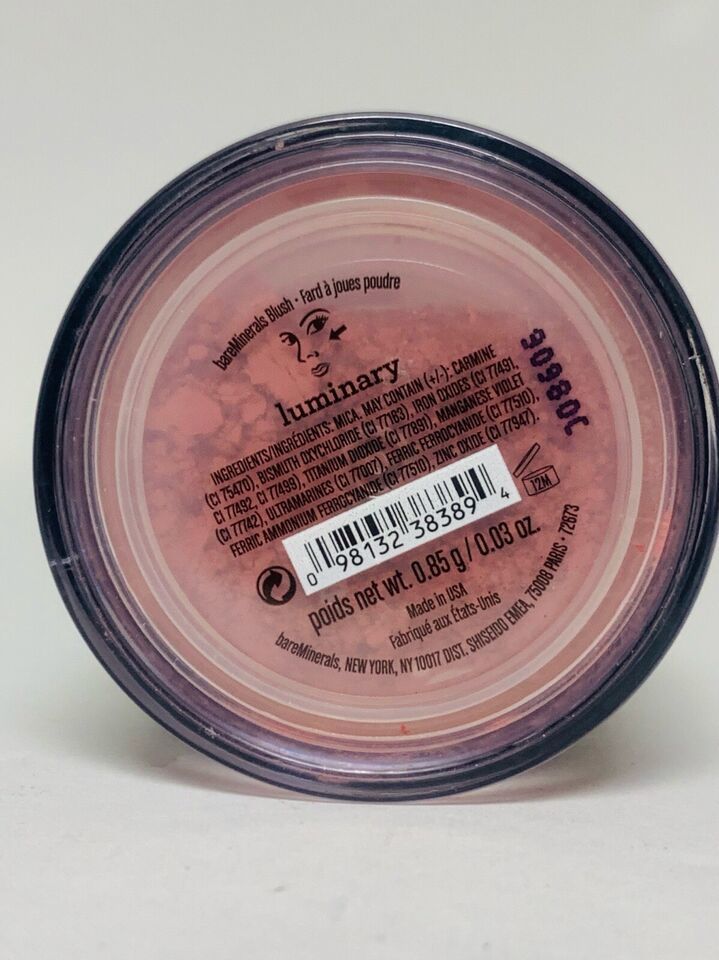 bareMinerals Blush • Fard à joues poudre
luminary
INGREDIENTS/INGRÉDIENTS: MICA. MAY CONTAIN (+/-): CARMINE
(CI 75470), BISMUTH OXYCHLORIDE (CI 77163), IRON OXIDES (CI 77491,
CI 77492, CI 77499), TITANIUM DIOXIDE (CI 77891), MANGANESE VIOLET
(CI 77742), ULTRAMARINES (CI 77007), FERRIC FERROCYANIDE (CI 77510),
FERRIC AMMONIUM FERROCYANIDE (CI 77510), ZINC OXIDE (CI 77947).
12M
0 98132 38389 4
poids net wt. 0.85 g / 0.03 oz.
Made in USA
Fabriqué aux États-Unis
bareMinerals, NEW YORK, NY 10017 DIST. SHISEIDO EMEA, 75008 PARIS • 72673